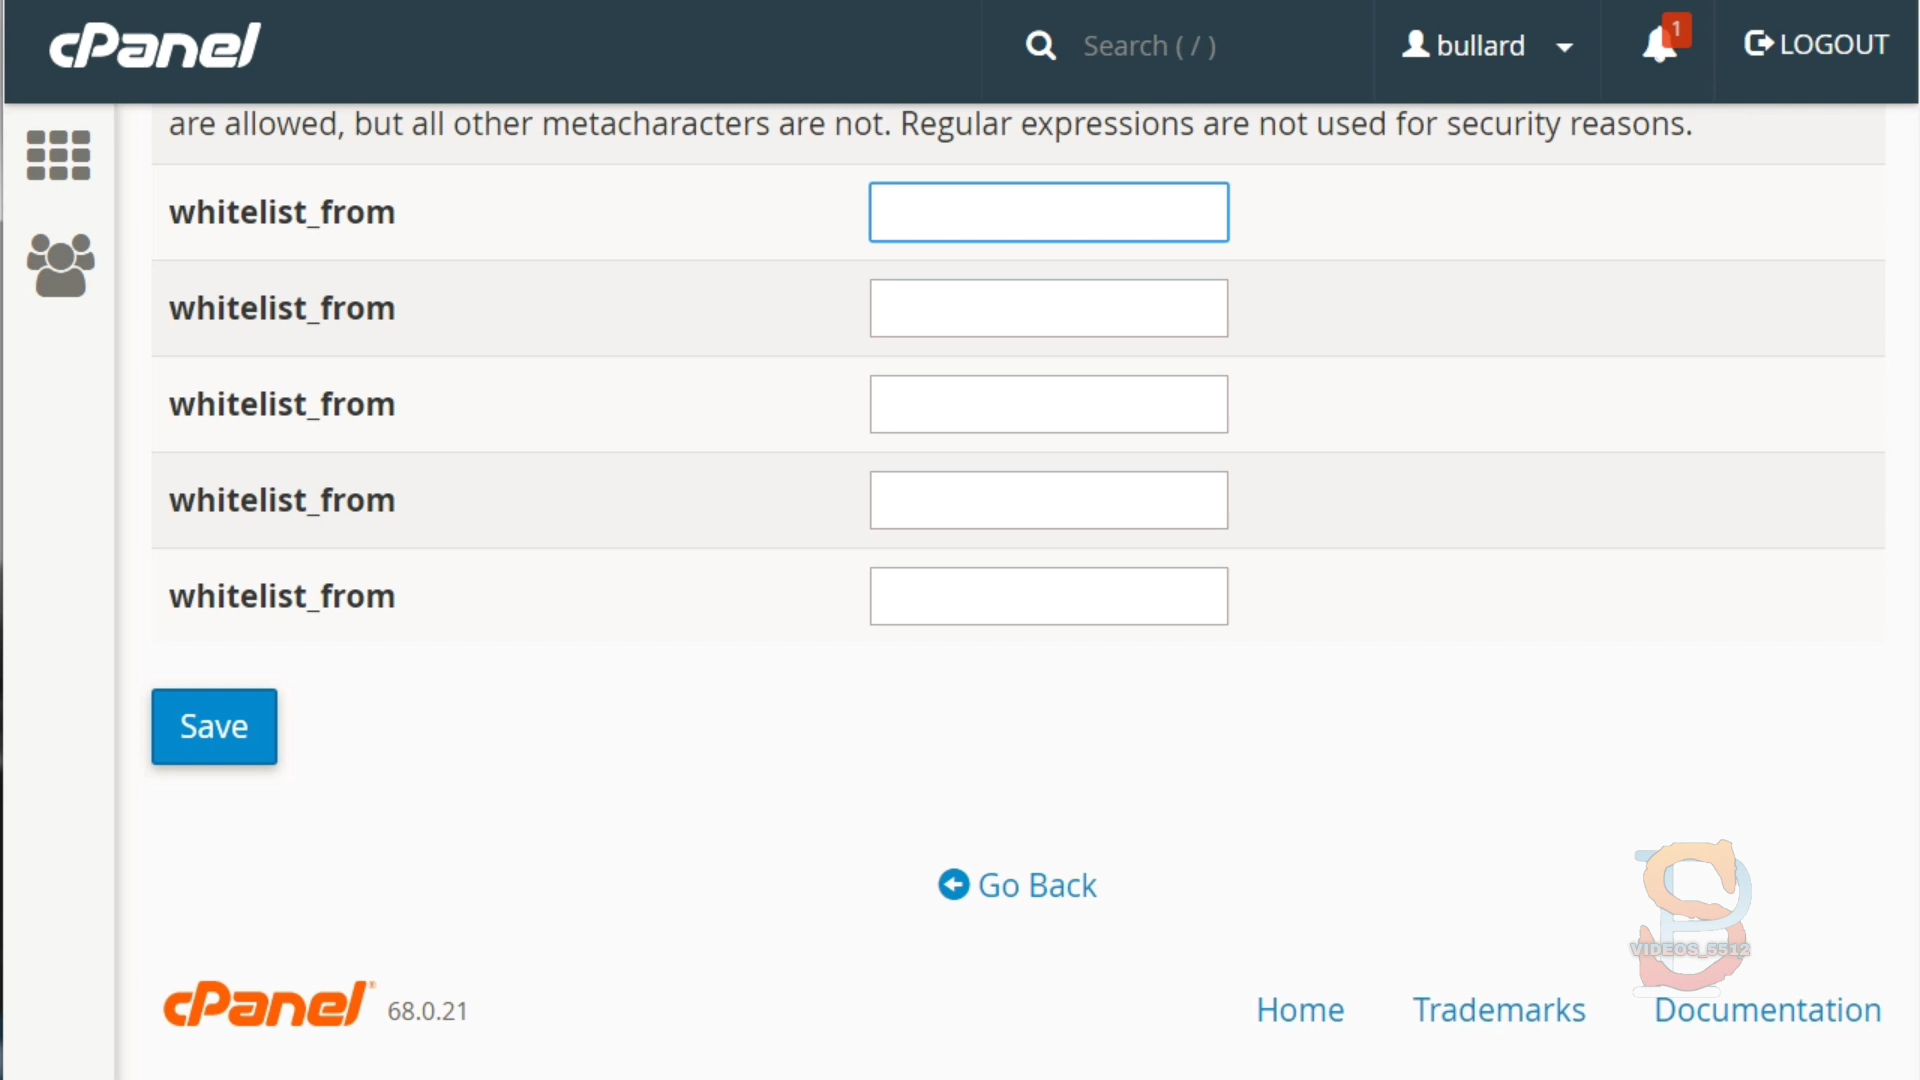 cPanel
Search ( / )
bullard
1
LOGOUT
are allowed, but all other metacharacters are not. Regular expressions are not used for security reasons.
whitelist_from
whitelist_from
whitelist_from
whitelist_from
whitelist_from
Save
Go Back
VIDEOS_5512
cPanel® 68.0.21
Home Trademarks Documentation